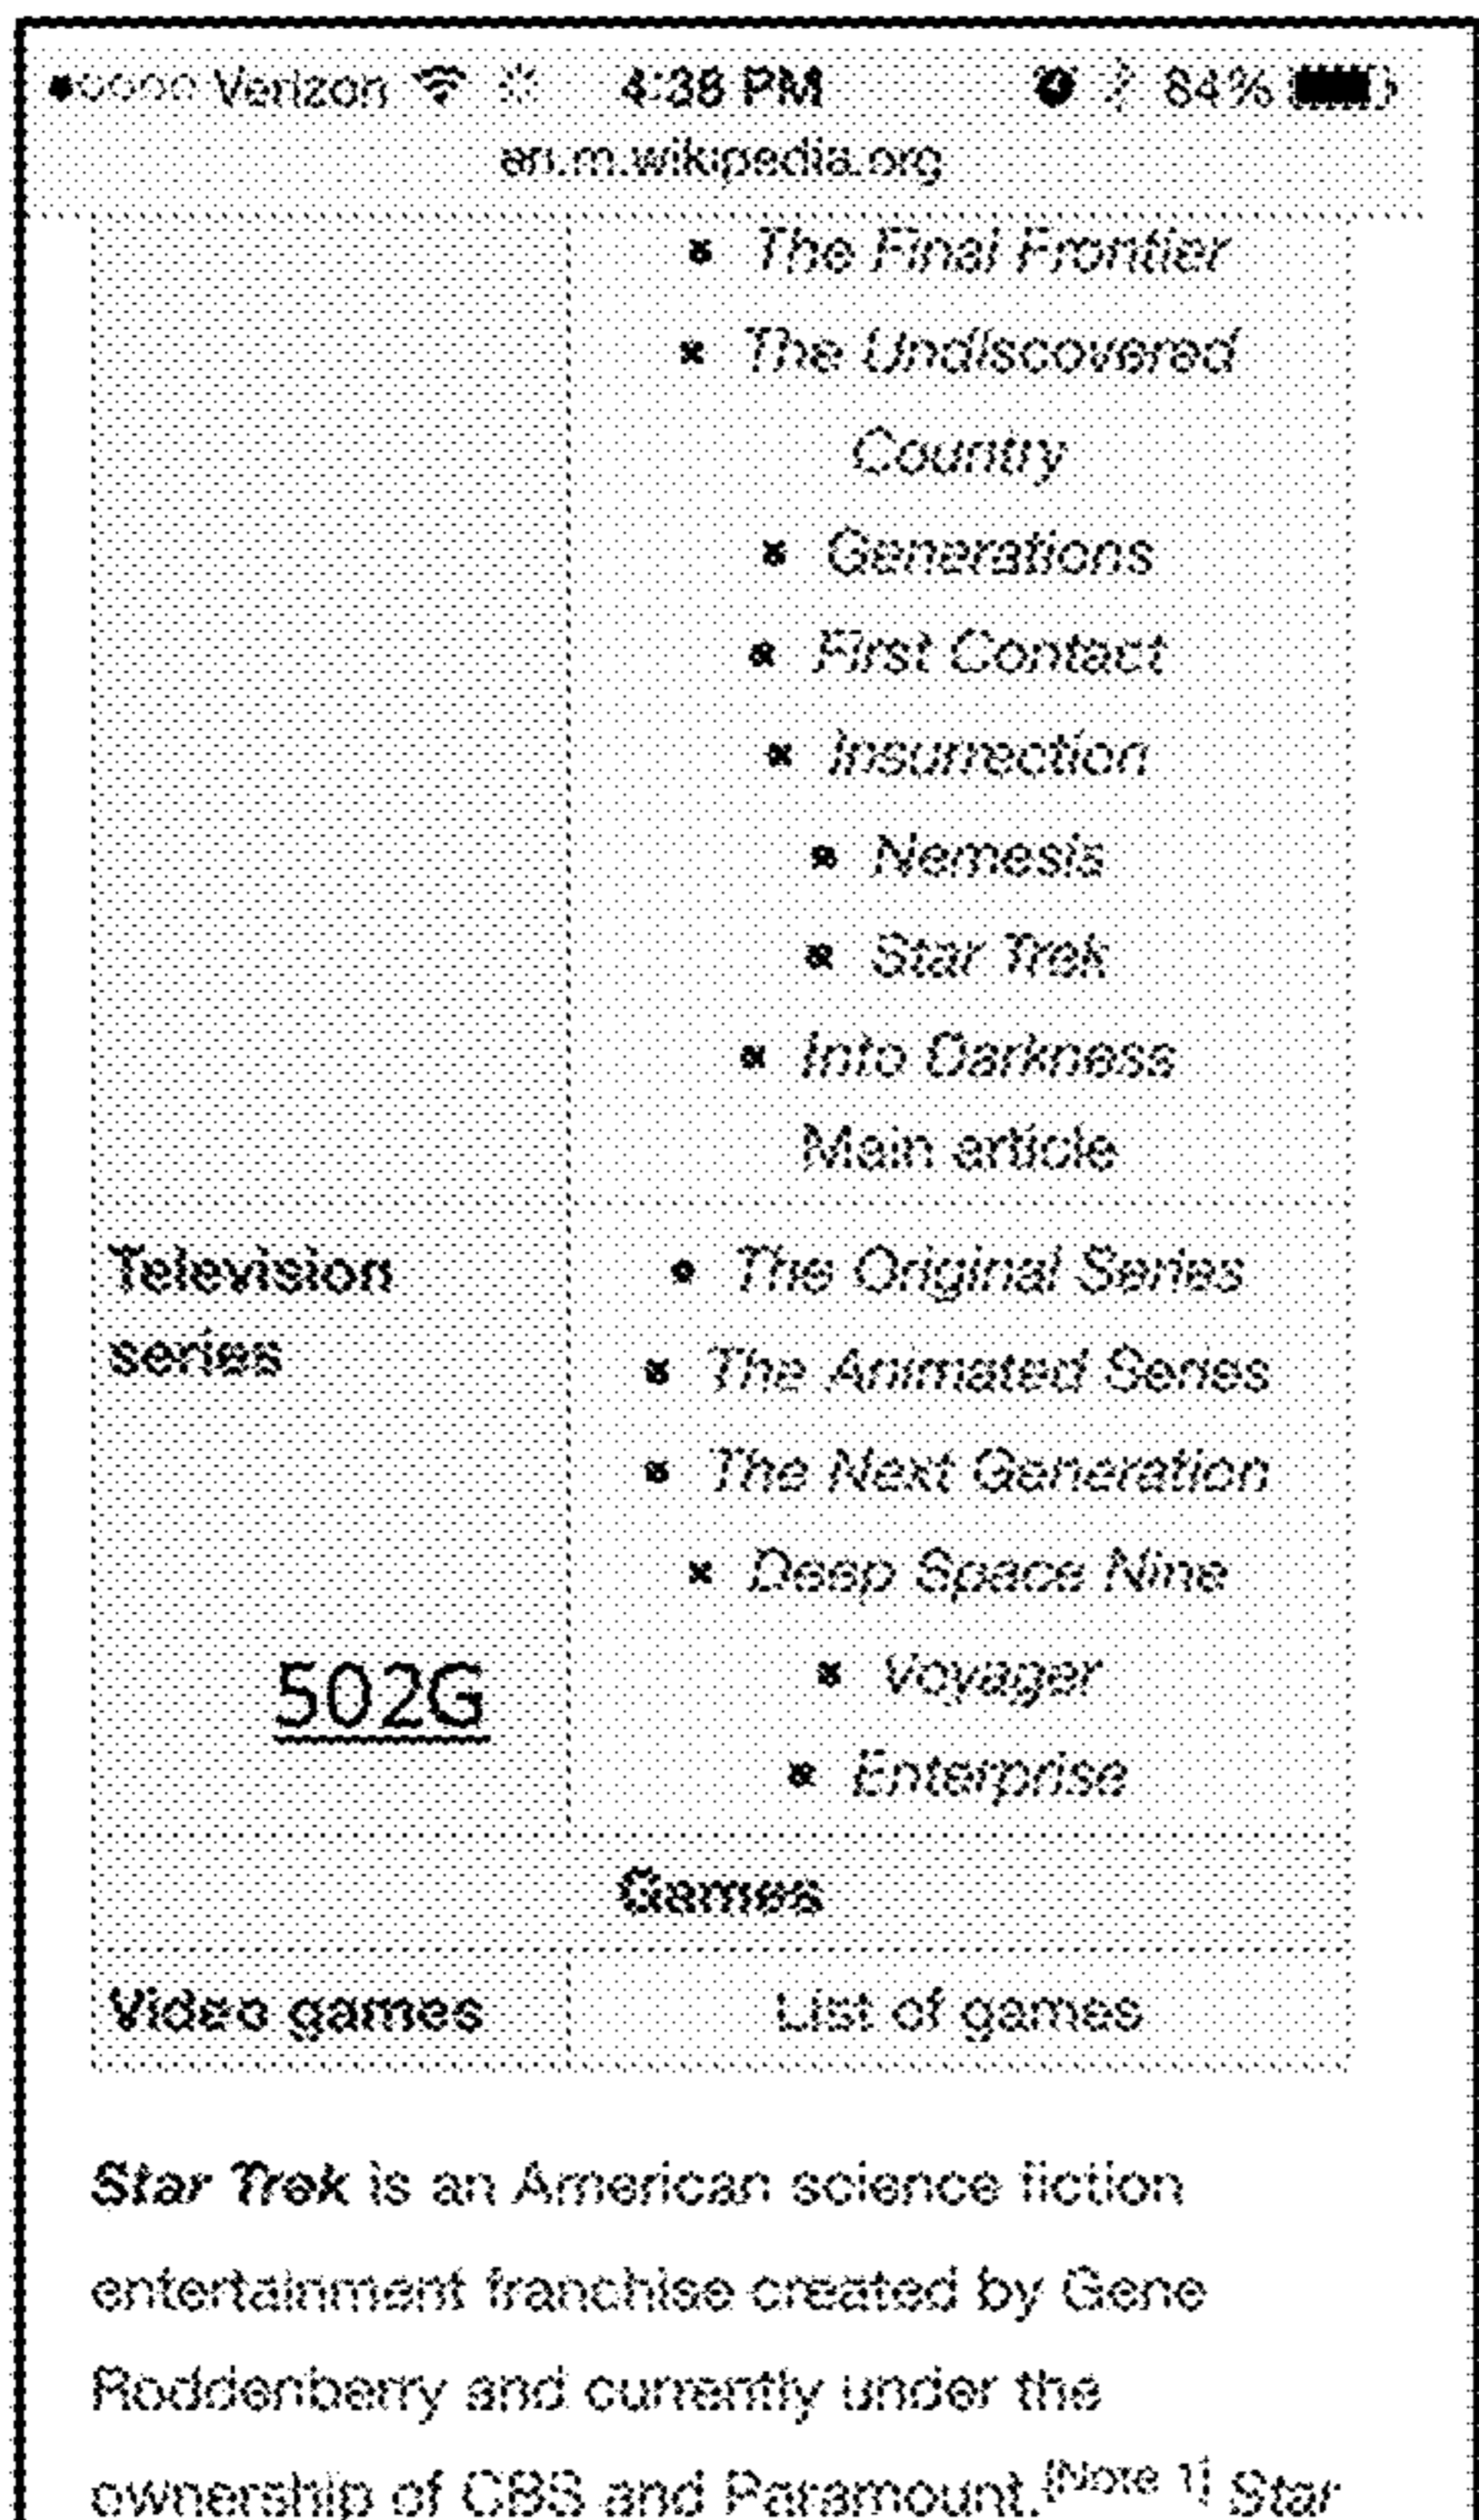 Verizon 4:38 PM 84%
en.m.wikipedia.org
The Final Frontier
The Undiscovered
Country
Generations
First Contact
Insurrection
Nemesis
Star Trek
Into Darkness
Main article
Television
series
The Original Series
The Animated Series
The Next Generation
Deep Space Nine
Voyager
502G
Enterprise
Games
Video games List of games
Star Trek is an American science fiction
entertainment franchise created by Gene
Roddenberry and currently under the
ownership of CBS and Paramount.[Note 1] Star